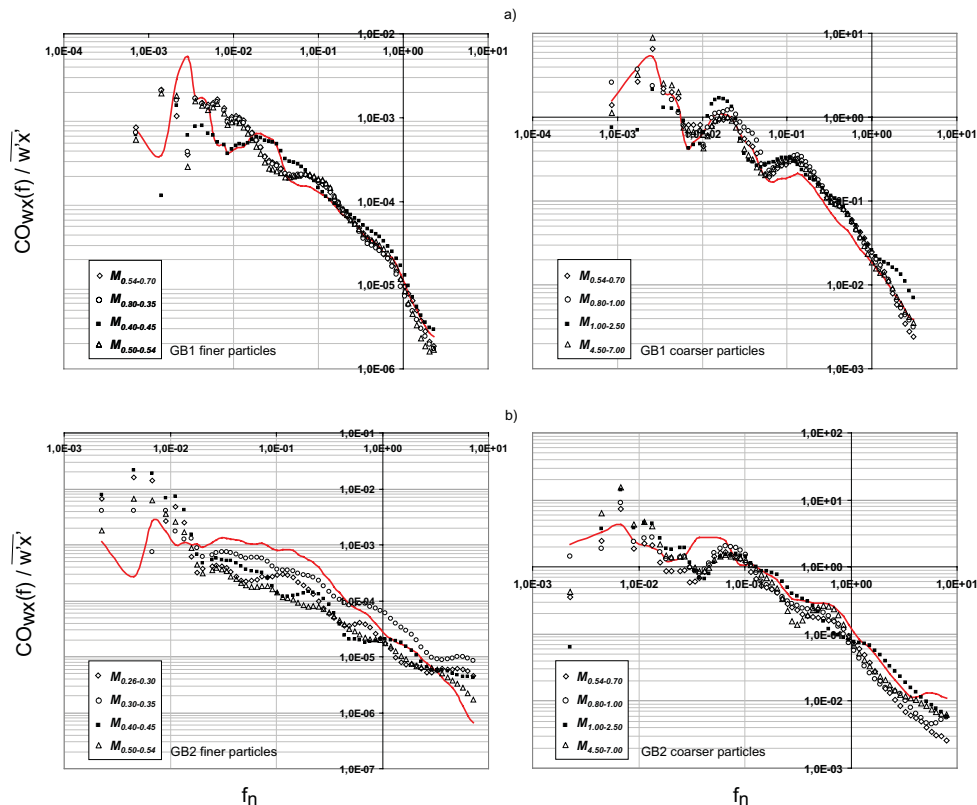 a)
1,0E-02
1,0E-04 1,0E-03 1,0E-02 1,0E-01 1,0E+00 1,0E+01
1,0E-03
1,0E-04
1,0E-05
1,0E-06
COwx(f) / w'x'
M0.54-0.70
M0.80-0.35
M0.40-0.45
M0.50-0.54
GB1 finer particles
1,0E+01
1,0E-04 1,0E-03 1,0E-02 1,0E-01 1,0E+00 1,0E+01
1,0E+00
1,0E-01
1,0E-02
1,0E-03
M0.54-0.70
M0.80-1.00
M1.00-2.50
M4.50-7.00
GB1 coarser particles
b)
1,0E-01
1,0E-03 1,0E-02 1,0E-01 1,0E+00 1,0E+01
1,0E-02
1,0E-03
1,0E-04
1,0E-05
1,0E-06
1,0E-07
COwx(f) / w'x'
M0.26-0.30
M0.30-0.35
M0.40-0.45
M0.50-0.54
GB2 finer particles
fn
1,0E+02
1,0E+01
1,0E-03 1,0E-02 1,0E-01 1,0E+00 1,0E+01
1,0E-01
1,0E-02
1,0E-03
M0.54-0.70
M0.80-1.00
M1.00-2.50
M4.50-7.00
GB2 coarser particles
fn